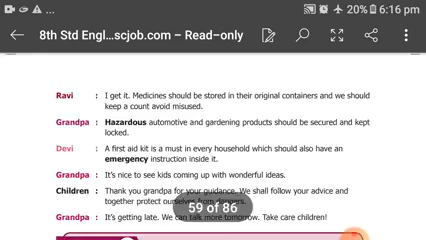 20% 6:16 pm
8th Std Engl...scjob.com – Read–only
Ravi : I get it. Medicines should be stored in their original containers and we should
keep a count avoid misused.
Grandpa : Hazardous automotive and gardening products should be secured and kept
locked.
Devi : A first aid kit is a must in every household which should also have an
emergency instruction inside it.
Grandpa : It's nice to see kids coming up with wonderful ideas.
Children : Thank you grandpa for your guidance. We shall follow your advice and
together protect ourselves from dangers.
59 of 86
Grandpa : It's getting late. We can talk more tomorrow. Take care children!